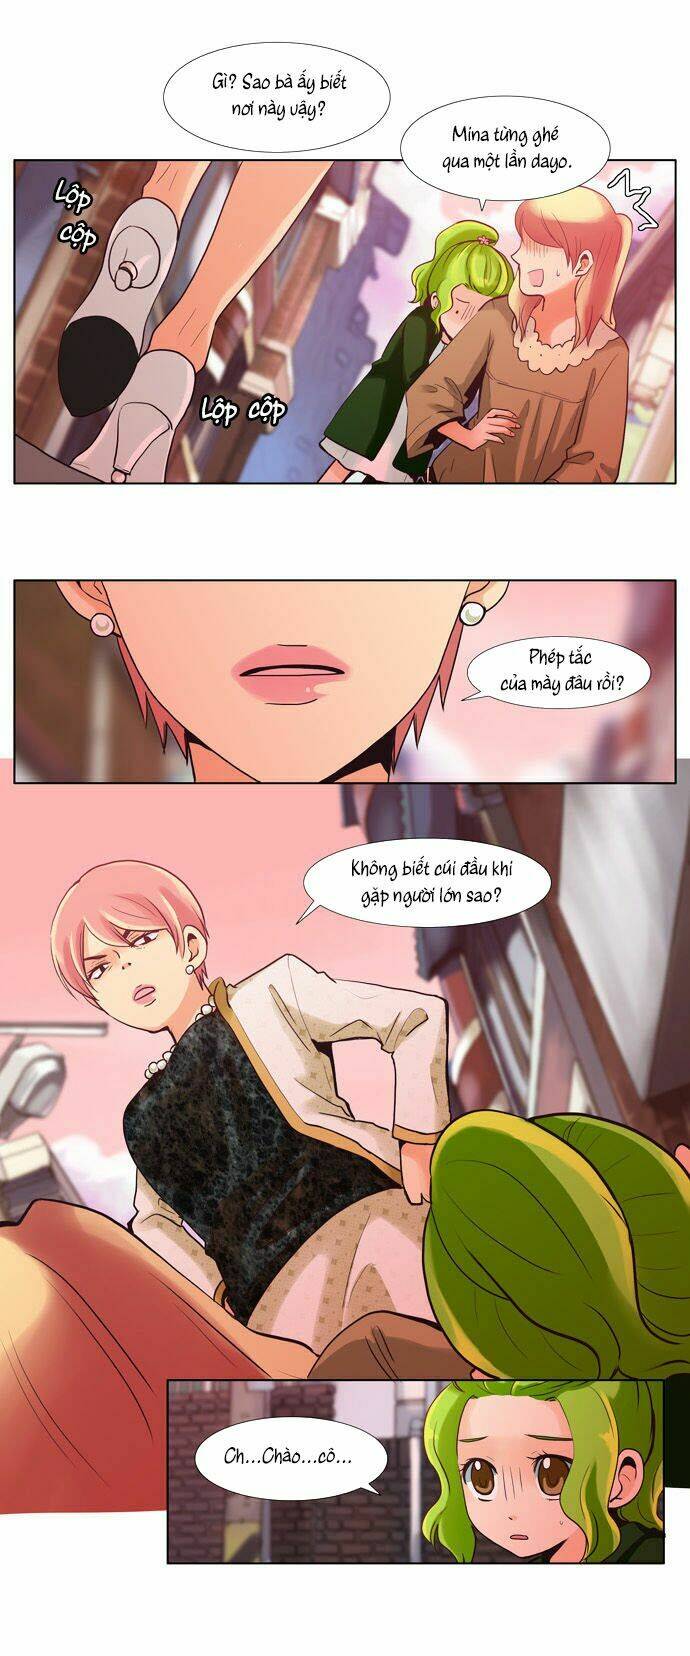 Gì? Sao bà ấy biết
nơi này vậy?
Mina từng ghé
qua một lần dayo.
Lộp
cộp
Lộp cộp
Phép tắc
của mày đâu rồi?
Không biết cúi đầu khi
gặp người lớn sao?
Ch...Chào...cô...